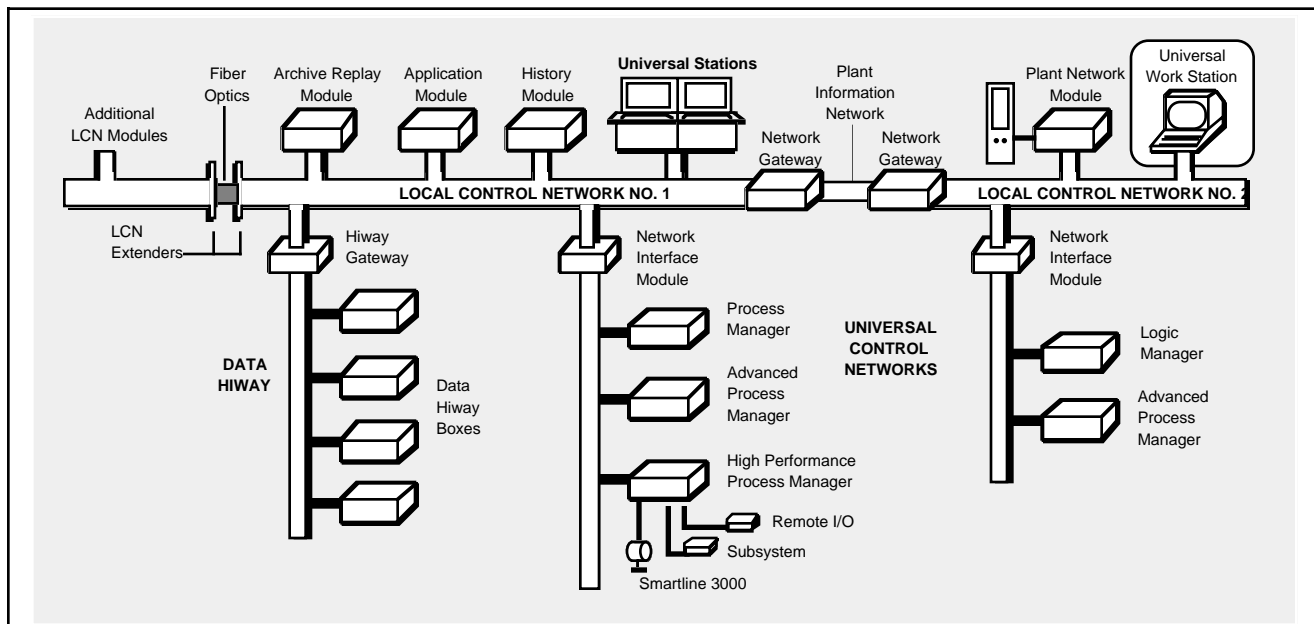 Additional
LCN Modules
Fiber
Optics
Archive Replay
Module
Application
Module
History
Module
Universal Stations
Plant
Information
Network
Network
Gateway
Network
Gateway
Plant Network
Module
Universal
Work Station
LOCAL CONTROL NETWORK NO. 1
LOCAL CONTROL NETWORK NO. 2
LCN
Extenders
Hiway
Gateway
Network
Interface
Module
Network
Interface
Module
DATA
HIWAY
Data
Hiway
Boxes
Process
Manager
Advanced
Process
Manager
High Performance
Process Manager
Remote I/O
Subsystem
Smartline 3000
UNIVERSAL
CONTROL
NETWORKS
Logic
Manager
Advanced
Process
Manager